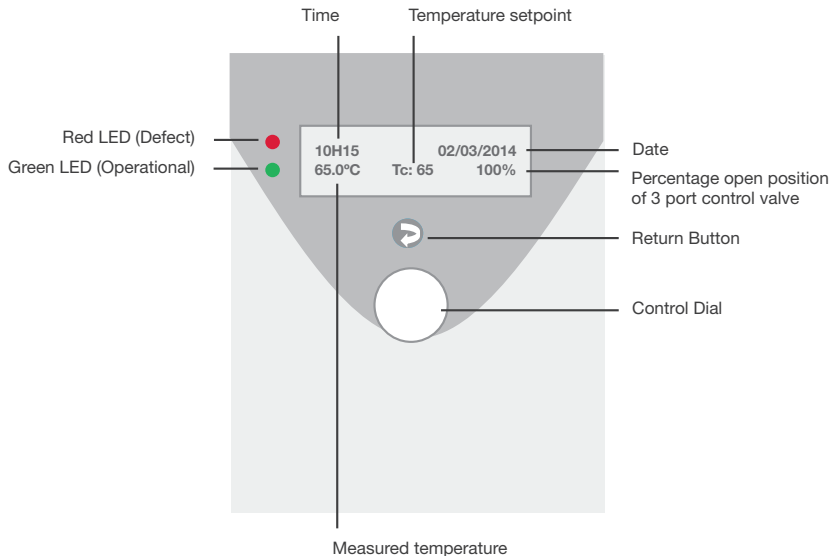 Time
Temperature setpoint
Red LED (Defect)
Green LED (Operational)
10H15 02/03/2014
65.0ºC Tc: 65 100%
Date
Percentage open position
of 3 port control valve
Return Button
Control Dial
Measured temperature